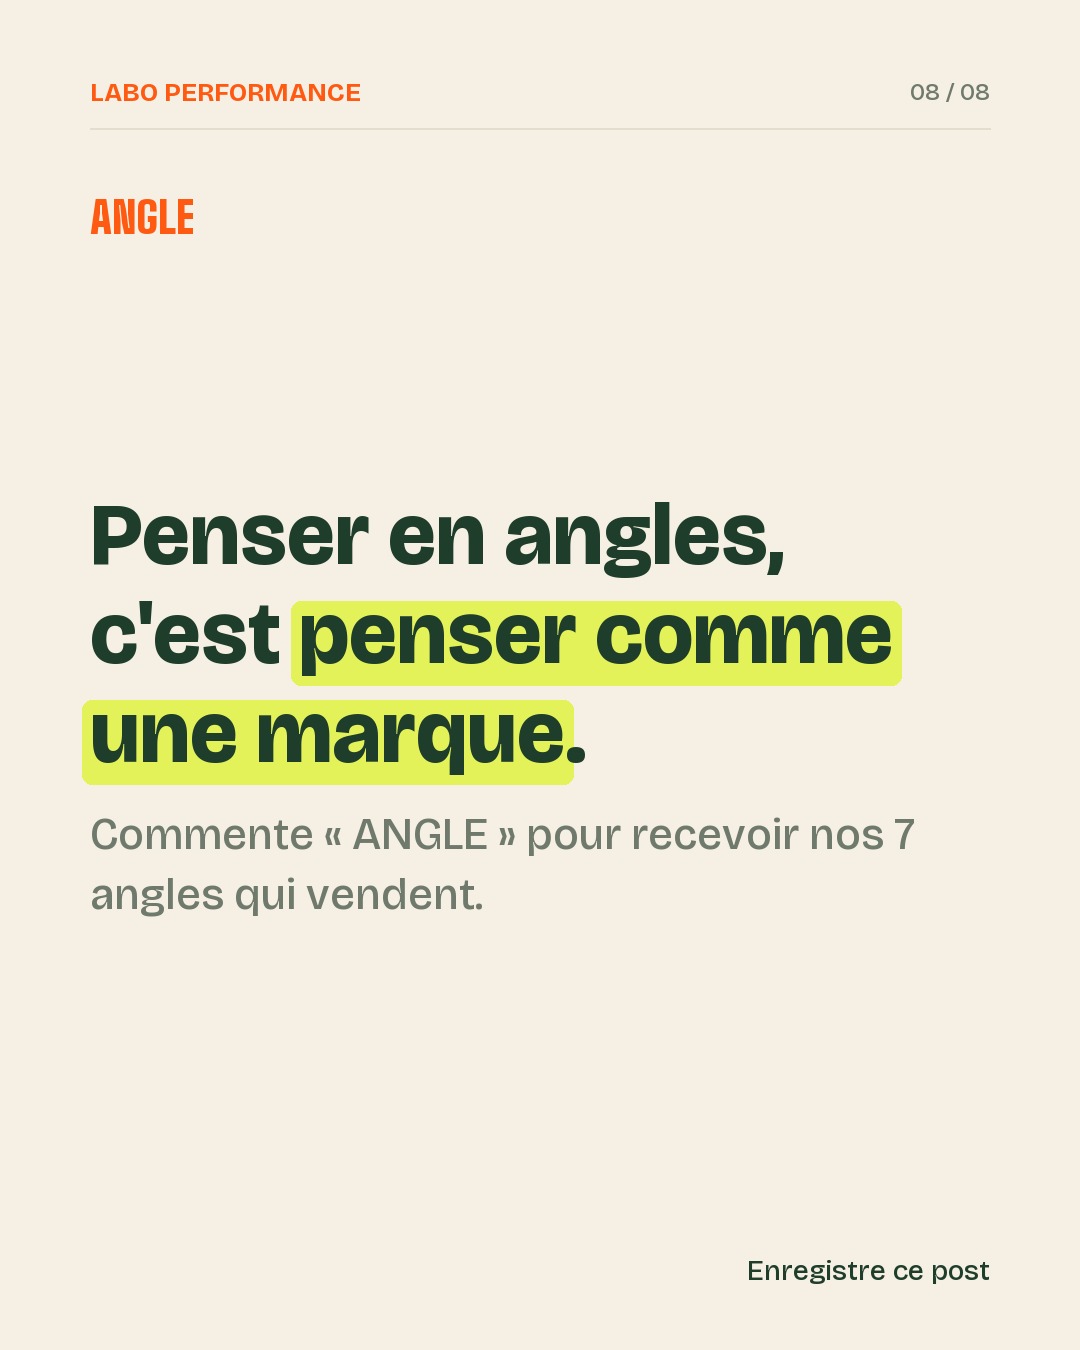 LABO PERFORMANCE
08 / 08
ANGLE
Penser en angles,
c'est penser comme
une marque.
Commente « ANGLE » pour recevoir nos 7
angles qui vendent.
Enregistre ce post